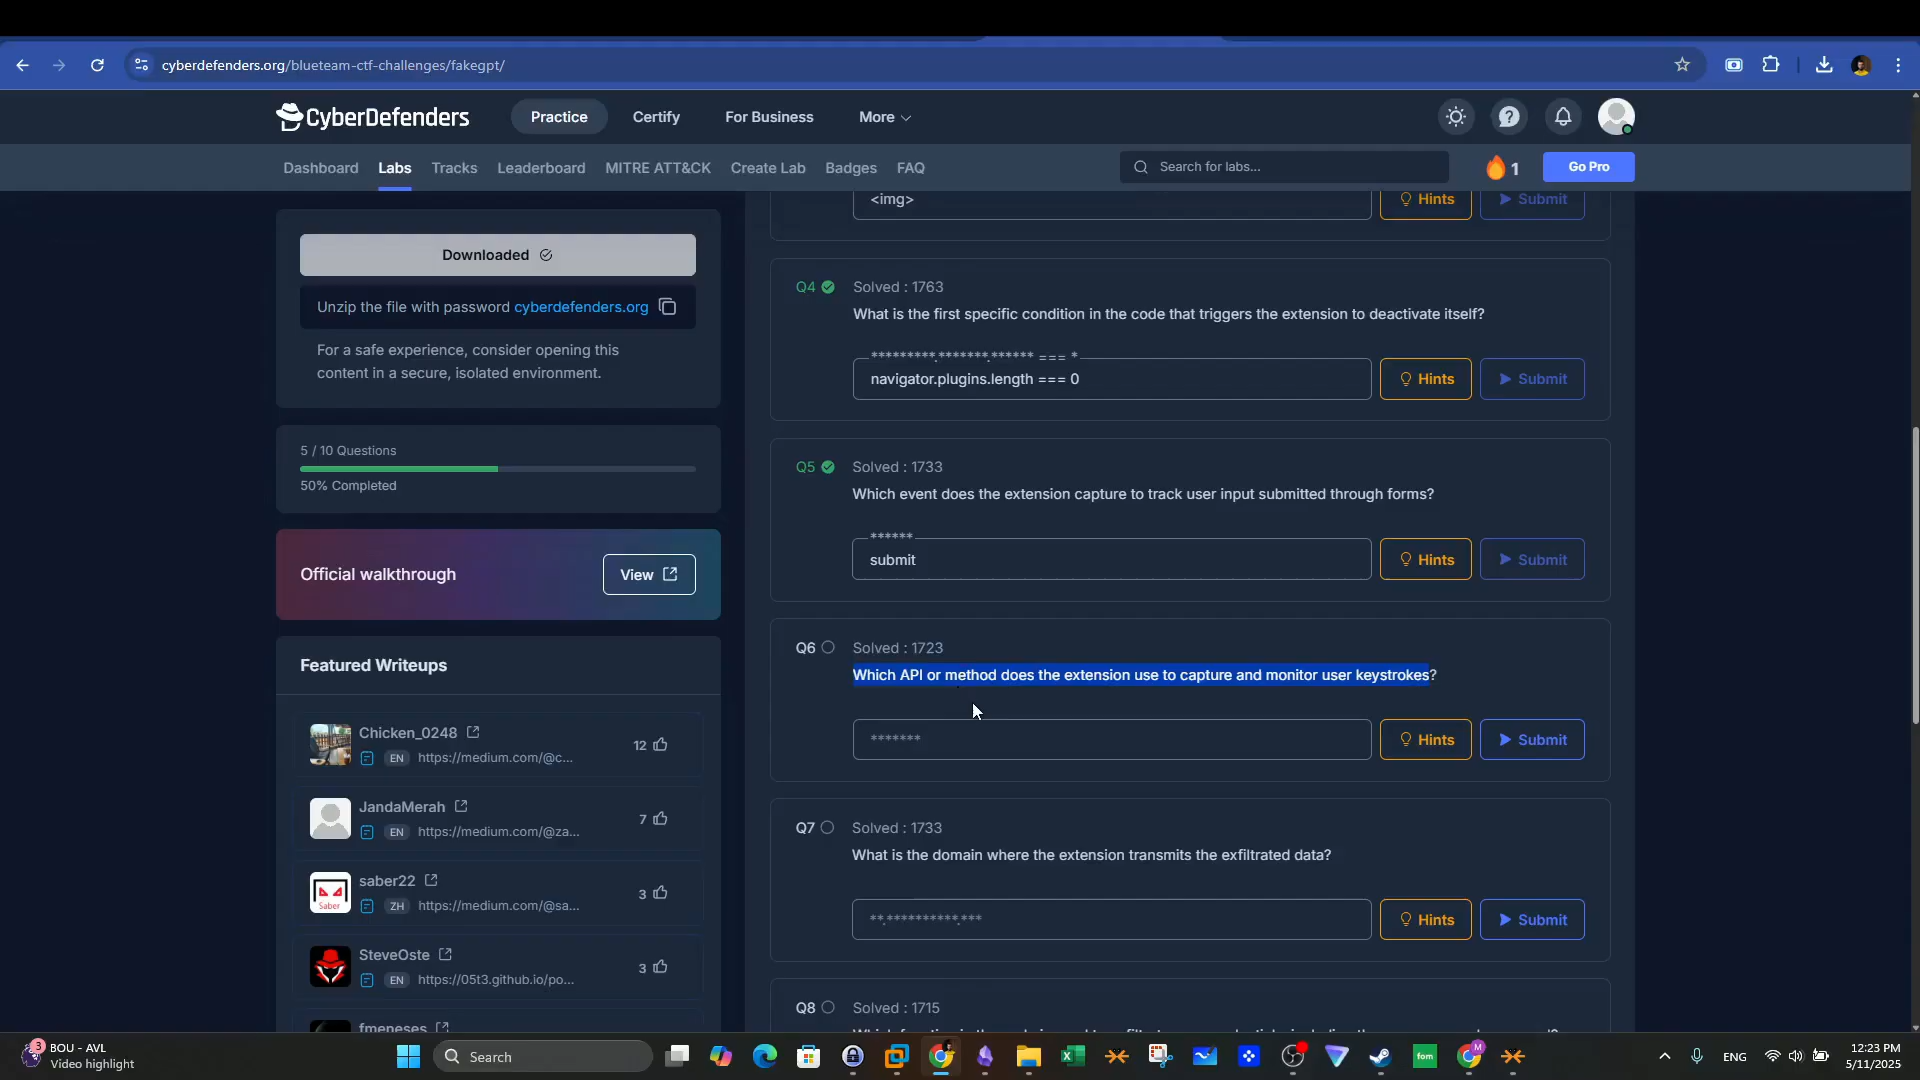 cyberdefenders.org/blueteam-ctf-challenges/fakegpt/
CyberDefenders
Practice
Certify
For Business
More
Dashboard
Labs
Tracks
Leaderboard
MITRE ATT&CK
Create Lab
Badges
FAQ
Search for labs...
1
Go Pro
Downloaded
Unzip the file with password cyberdefenders.org
For a safe experience, consider opening this
content in a secure, isolated environment.
5 / 10 Questions
50% Completed
Official walkthrough
View
Featured Writeups
Chicken_0248
EN https://medium.com/@c...
12
JandaMerah
EN https://medium.com/@za...
7
Saber
saber22
ZH https://medium.com/@sa...
3
SteveOste
EN https://05t3.github.io/po...
3
fmeneses
<img>
Hints
Submit
Q4
Solved : 1763
What is the first specific condition in the code that triggers the extension to deactivate itself?
*********.*******.****** === *
navigator.plugins.length === 0
Hints
Submit
Q5
Solved : 1733
Which event does the extension capture to track user input submitted through forms?
******
submit
Hints
Submit
Q6
Solved : 1723
Which API or method does the extension use to capture and monitor user keystrokes?
*******
Hints
Submit
Q7
Solved : 1733
What is the domain where the extension transmits the exfiltrated data?
**.***********.***
Hints
Submit
Q8
Solved : 1715
3
BOU - AVL
Video highlight
Search
fom
M
ENG
12:23 PM
5/11/2025